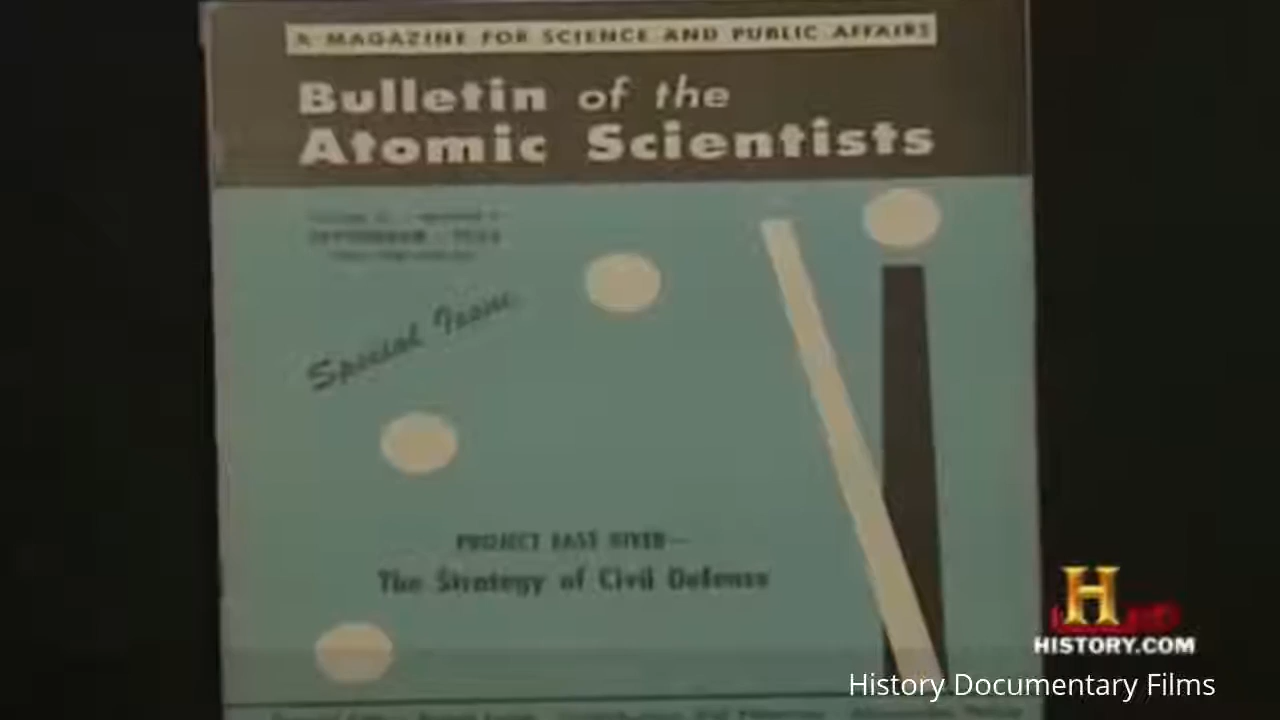 A MAGAZINE FOR SCIENCE AND PUBLIC AFFAIRS
Bulletin of the
Atomic Scientists
Special Issue
PROJECT EAST RIVER—
The Strategy of Civil Defense
H
HISTORY.COM
History Documentary Films